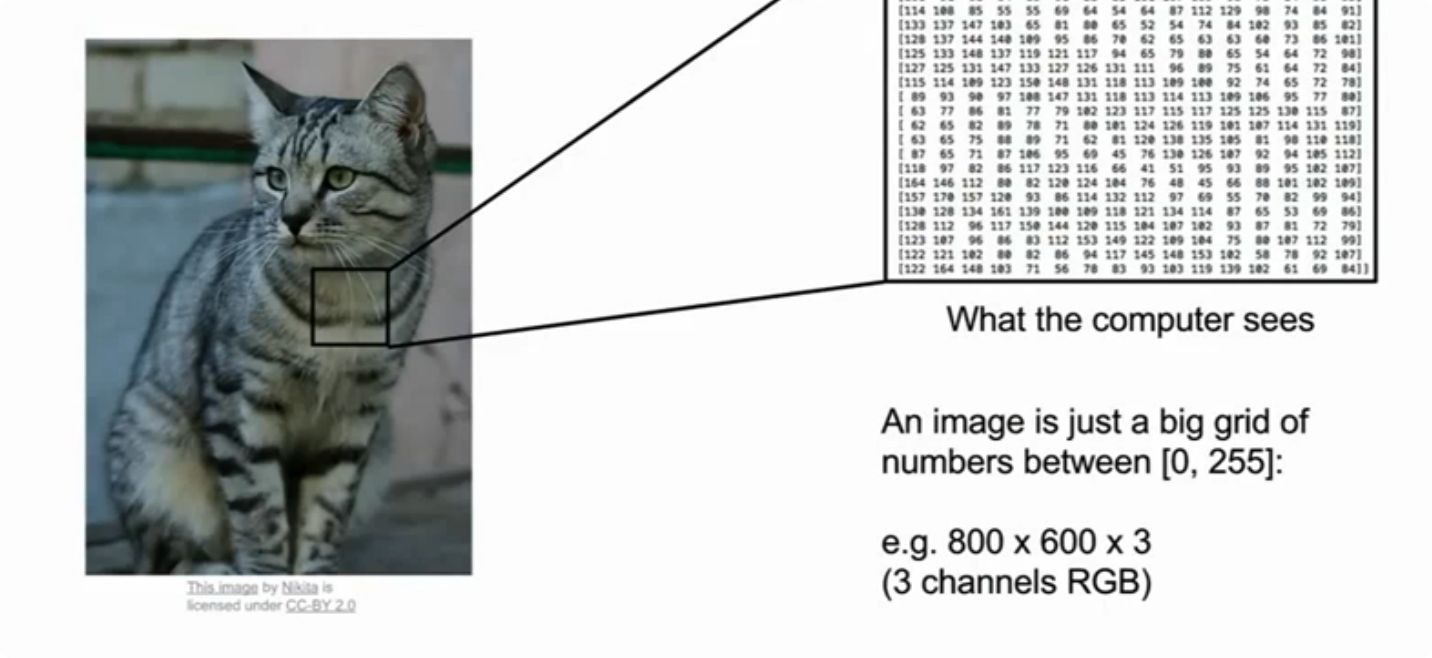 [114 108 85 55 55 69 64 54 64 87 112 129 98 74 84 91]
[133 137 147 103 65 81 80 65 52 54 74 84 102 93 85 82]
[128 137 144 140 109 95 86 70 62 65 63 63 60 73 86 101]
[125 133 148 137 119 121 117 94 65 79 80 65 54 64 72 98]
[127 125 131 147 133 127 126 131 111 96 89 75 61 64 72 84]
[115 114 109 123 150 148 131 118 113 109 100 92 74 65 72 78]
[ 89 93 90 97 108 147 131 118 113 114 113 109 106 95 77 80]
[ 63 77 86 81 77 79 102 123 117 115 117 125 125 130 115 87]
[ 62 65 82 89 78 71 80 101 124 126 119 101 107 114 131 119]
[ 63 65 75 88 89 71 62 81 120 138 135 105 81 98 110 118]
[ 87 65 71 87 106 95 69 45 76 130 126 107 92 94 105 112]
[118 97 82 86 117 123 116 66 41 51 95 93 89 95 102 107]
[164 146 112 80 82 120 124 104 76 48 45 66 88 101 102 109]
[157 170 157 120 93 86 114 132 112 97 69 55 70 82 99 94]
[130 128 134 161 139 100 109 118 121 134 114 87 65 53 69 86]
[128 112 96 117 150 144 120 115 104 107 102 93 87 81 72 79]
[123 107 96 86 83 112 153 149 122 109 104 75 80 107 112 99]
[122 121 102 80 82 86 94 117 145 148 153 102 58 78 92 107]
[122 164 148 103 71 56 78 83 93 103 119 139 102 61 69 84]]
What the computer sees
An image is just a big grid of
numbers between [0, 255]:
e.g. 800 x 600 x 3
(3 channels RGB)
This image by Nikita is
licensed under CC-BY 2.0